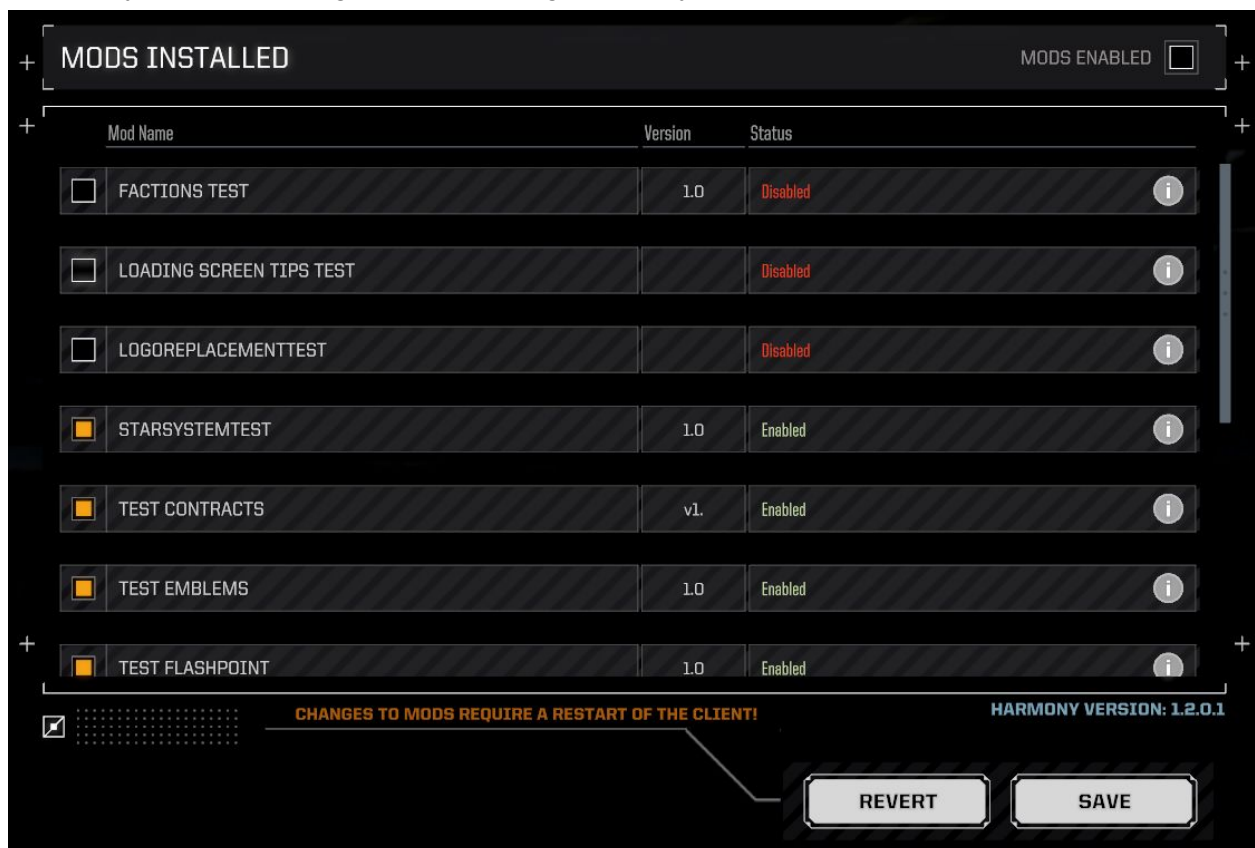 MODS INSTALLED
MODS ENABLED
Mod Name Version Status
FACTIONS TEST 1.0 Disabled
LOADING SCREEN TIPS TEST Disabled
LOGOREPLACEMENTTEST Disabled
STARSYSTEMTEST 1.0 Enabled
TEST CONTRACTS v1. Enabled
TEST EMBLEMS 1.0 Enabled
TEST FLASHPOINT 1.0 Enabled
CHANGES TO MODS REQUIRE A RESTART OF THE CLIENT!
HARMONY VERSION: 1.2.0.1
REVERT SAVE